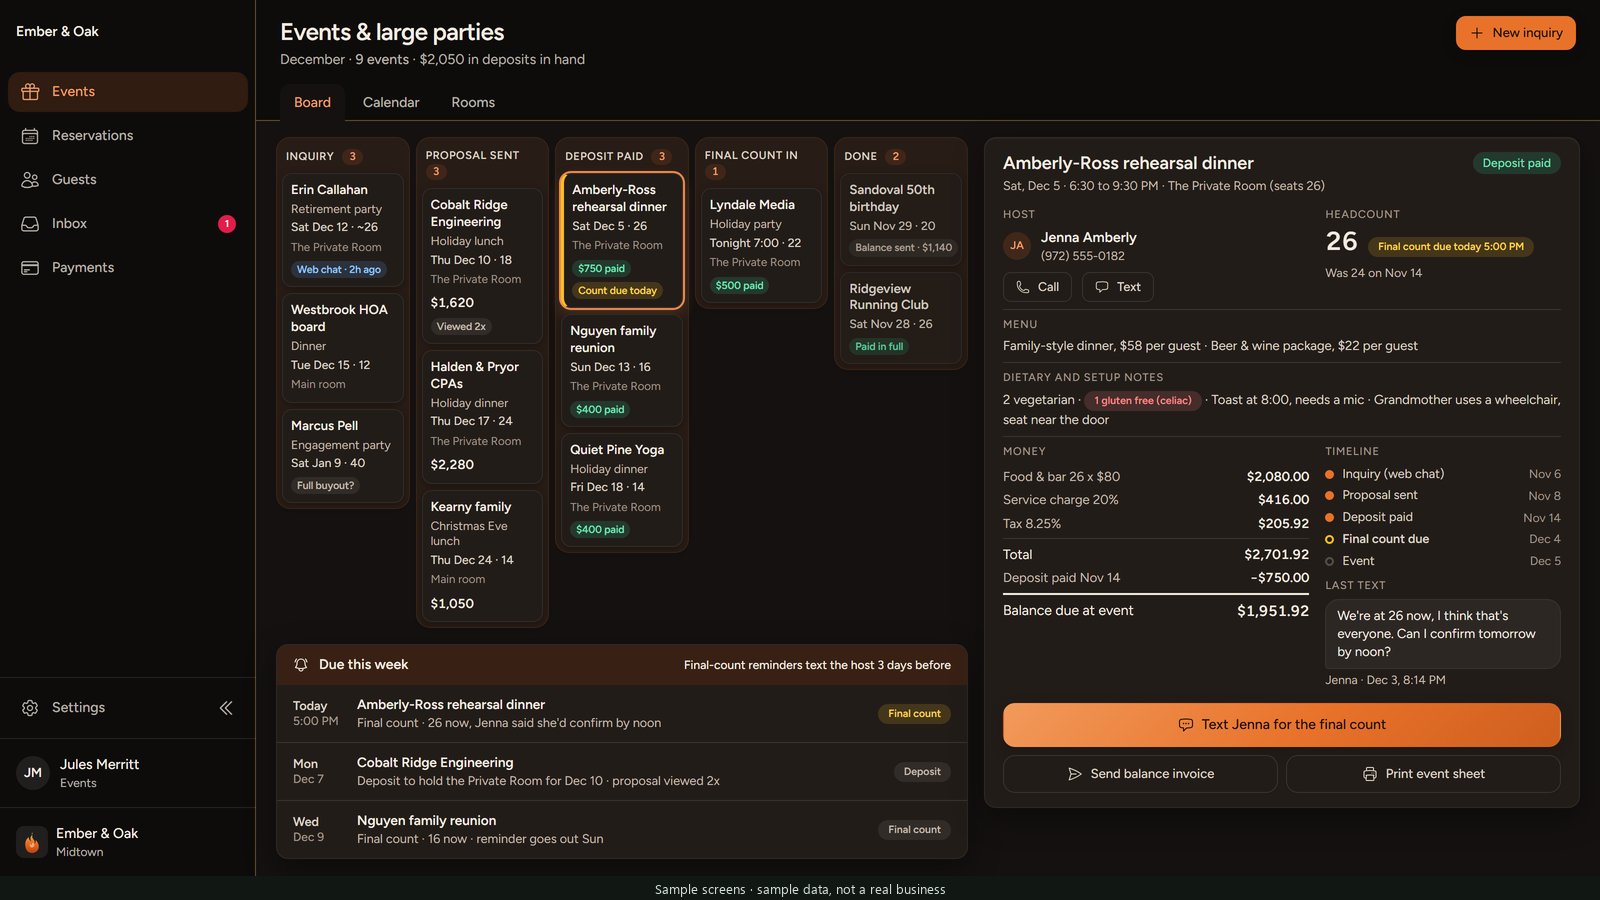 Ember & Oak
Events
Reservations
Guests
Inbox
1
Payments
Settings
JM
Jules Merritt
Events
Ember & Oak
Midtown
Events & large parties
December · 9 events · $2,050 in deposits in hand
New inquiry
Board
Calendar
Rooms
INQUIRY 3
Erin Callahan
Retirement party
Sat Dec 12 · ~26
The Private Room
Web chat · 2h ago
Westbrook HOA
board
Dinner
Tue Dec 15 · 12
Main room
Marcus Pell
Engagement party
Sat Jan 9 · 40
Full buyout?
PROPOSAL SENT
3
Cobalt Ridge
Engineering
Holiday lunch
Thu Dec 10 · 18
The Private Room
$1,620
Viewed 2x
Halden & Pryor
CPAs
Holiday dinner
Thu Dec 17 · 24
The Private Room
$2,280
Kearny family
Christmas Eve
lunch
Thu Dec 24 · 14
Main room
$1,050
DEPOSIT PAID 3
Amberly-Ross
rehearsal dinner
Sat Dec 5 · 26
The Private Room
$750 paid
Count due today
Nguyen family
reunion
Sun Dec 13 · 16
The Private Room
$400 paid
Quiet Pine Yoga
Holiday dinner
Fri Dec 18 · 14
The Private Room
$400 paid
FINAL COUNT IN
1
Lyndale Media
Holiday party
Tonight 7:00 · 22
The Private Room
$500 paid
DONE 2
Sandoval 50th
birthday
Sun Nov 29 · 20
Balance sent · $1,140
Ridgeview
Running Club
Sat Nov 28 · 26
Paid in full
Due this week
Final-count reminders text the host 3 days before
Today
5:00 PM
Amberly-Ross rehearsal dinner
Final count · 26 now, Jenna said she'd confirm by noon
Final count
Mon
Dec 7
Cobalt Ridge Engineering
Deposit to hold the Private Room for Dec 10 · proposal viewed 2x
Deposit
Wed
Dec 9
Nguyen family reunion
Final count · 16 now · reminder goes out Sun
Final count
Amberly-Ross rehearsal dinner
Deposit paid
Sat, Dec 5 · 6:30 to 9:30 PM · The Private Room (seats 26)
HOST
JA
Jenna Amberly
(972) 555-0182
Call
Text
HEADCOUNT
26 Final count due today 5:00 PM
Was 24 on Nov 14
MENU
Family-style dinner, $58 per guest · Beer & wine package, $22 per guest
DIETARY AND SETUP NOTES
2 vegetarian · 1 gluten free (celiac) · Toast at 8:00, needs a mic · Grandmother uses a wheelchair,
seat near the door
MONEY
Food & bar 26 x $80 $2,080.00
Service charge 20% $416.00
Tax 8.25% $205.92
Total $2,701.92
Deposit paid Nov 14 −$750.00
Balance due at event $1,951.92
TIMELINE
Inquiry (web chat) Nov 6
Proposal sent Nov 8
Deposit paid Nov 14
Final count due Dec 4
Event Dec 5
LAST TEXT
We're at 26 now, I think that's
everyone. Can I confirm tomorrow
by noon?
Jenna · Dec 3, 8:14 PM
Text Jenna for the final count
Send balance invoice
Print event sheet
Sample screens · sample data, not a real business